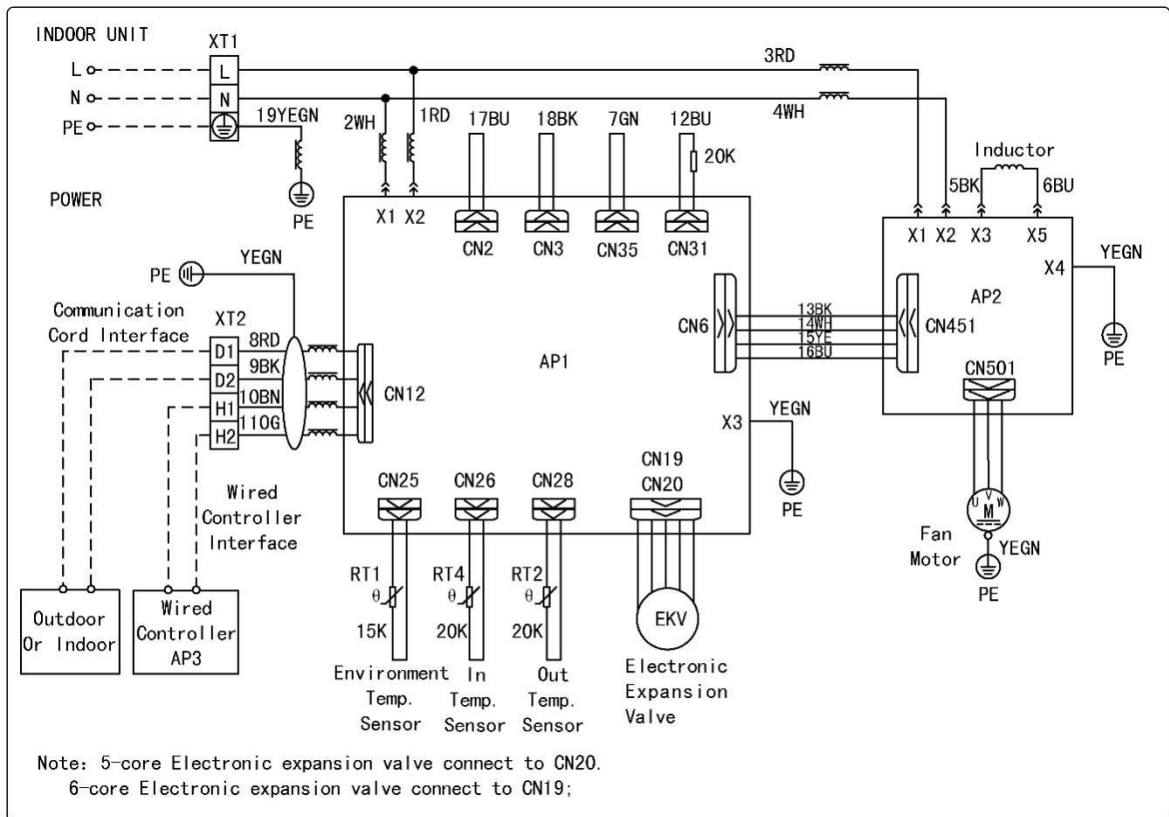 INDOOR UNIT
XT1
L
L
3RD
N
N
4WH
PE
19YEGN
2WH
1RD
17BU
18BK
7GN
12BU
20K
Inductor
5BK
6BU
POWER
PE
X1
X2
CN2
CN3
CN35
CN31
X1
X2
X3
X5
YEGN
PE
X4
YEGN
Communication
Cord Interface
XT2
AP2
CN6
13BK
14WH
15YE
16BU
CN451
D1
8RD
D2
9BK
H1
10BN
H2
11OG
CN12
AP1
PE
CN501
X3
YEGN
CN25
CN26
CN28
CN19
CN20
Wired
Controller
Interface
PE
U
V
W
M
Fan
Motor
YEGN
PE
RT1
θ
15K
RT4
θ
20K
RT2
θ
20K
EKV
Outdoor
Or Indoor
Wired
Controller
AP3
Environment
Temp.
Sensor
In
Temp.
Sensor
Out
Temp.
Sensor
Electronic
Expansion
Valve
Note: 5-core Electronic expansion valve connect to CN20.
6-core Electronic expansion valve connect to CN19;